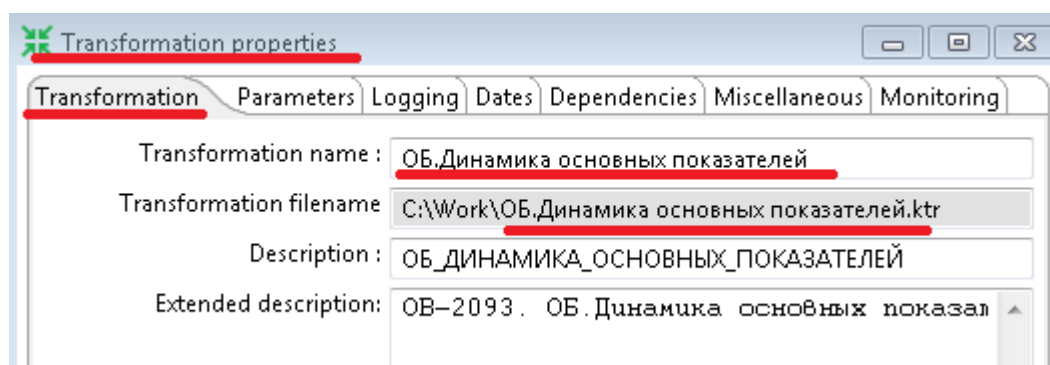 Transformation properties
Transformation Parameters Logging Dates Dependencies Miscellaneous Monitoring
Transformation name : ОБ.Динамика основных показателей
Transformation filename C:\Work\ОБ.Динамика основных показателей.ktr
Description : ОБ_ДИНАМИКА_ОСНОВНЫХ_ПОКАЗАТЕЛЕЙ
Extended description: ОВ-2093. ОБ.Динамика основных